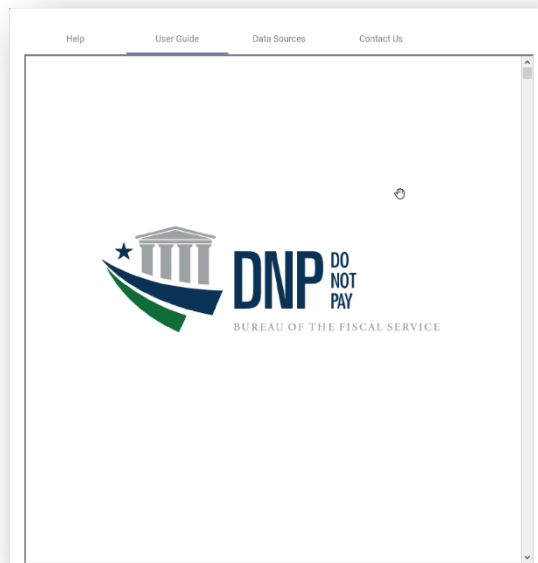 Help User Guide Data Sources Contact Us
DNP DO
NOT
PAY
BUREAU OF THE FISCAL SERVICE